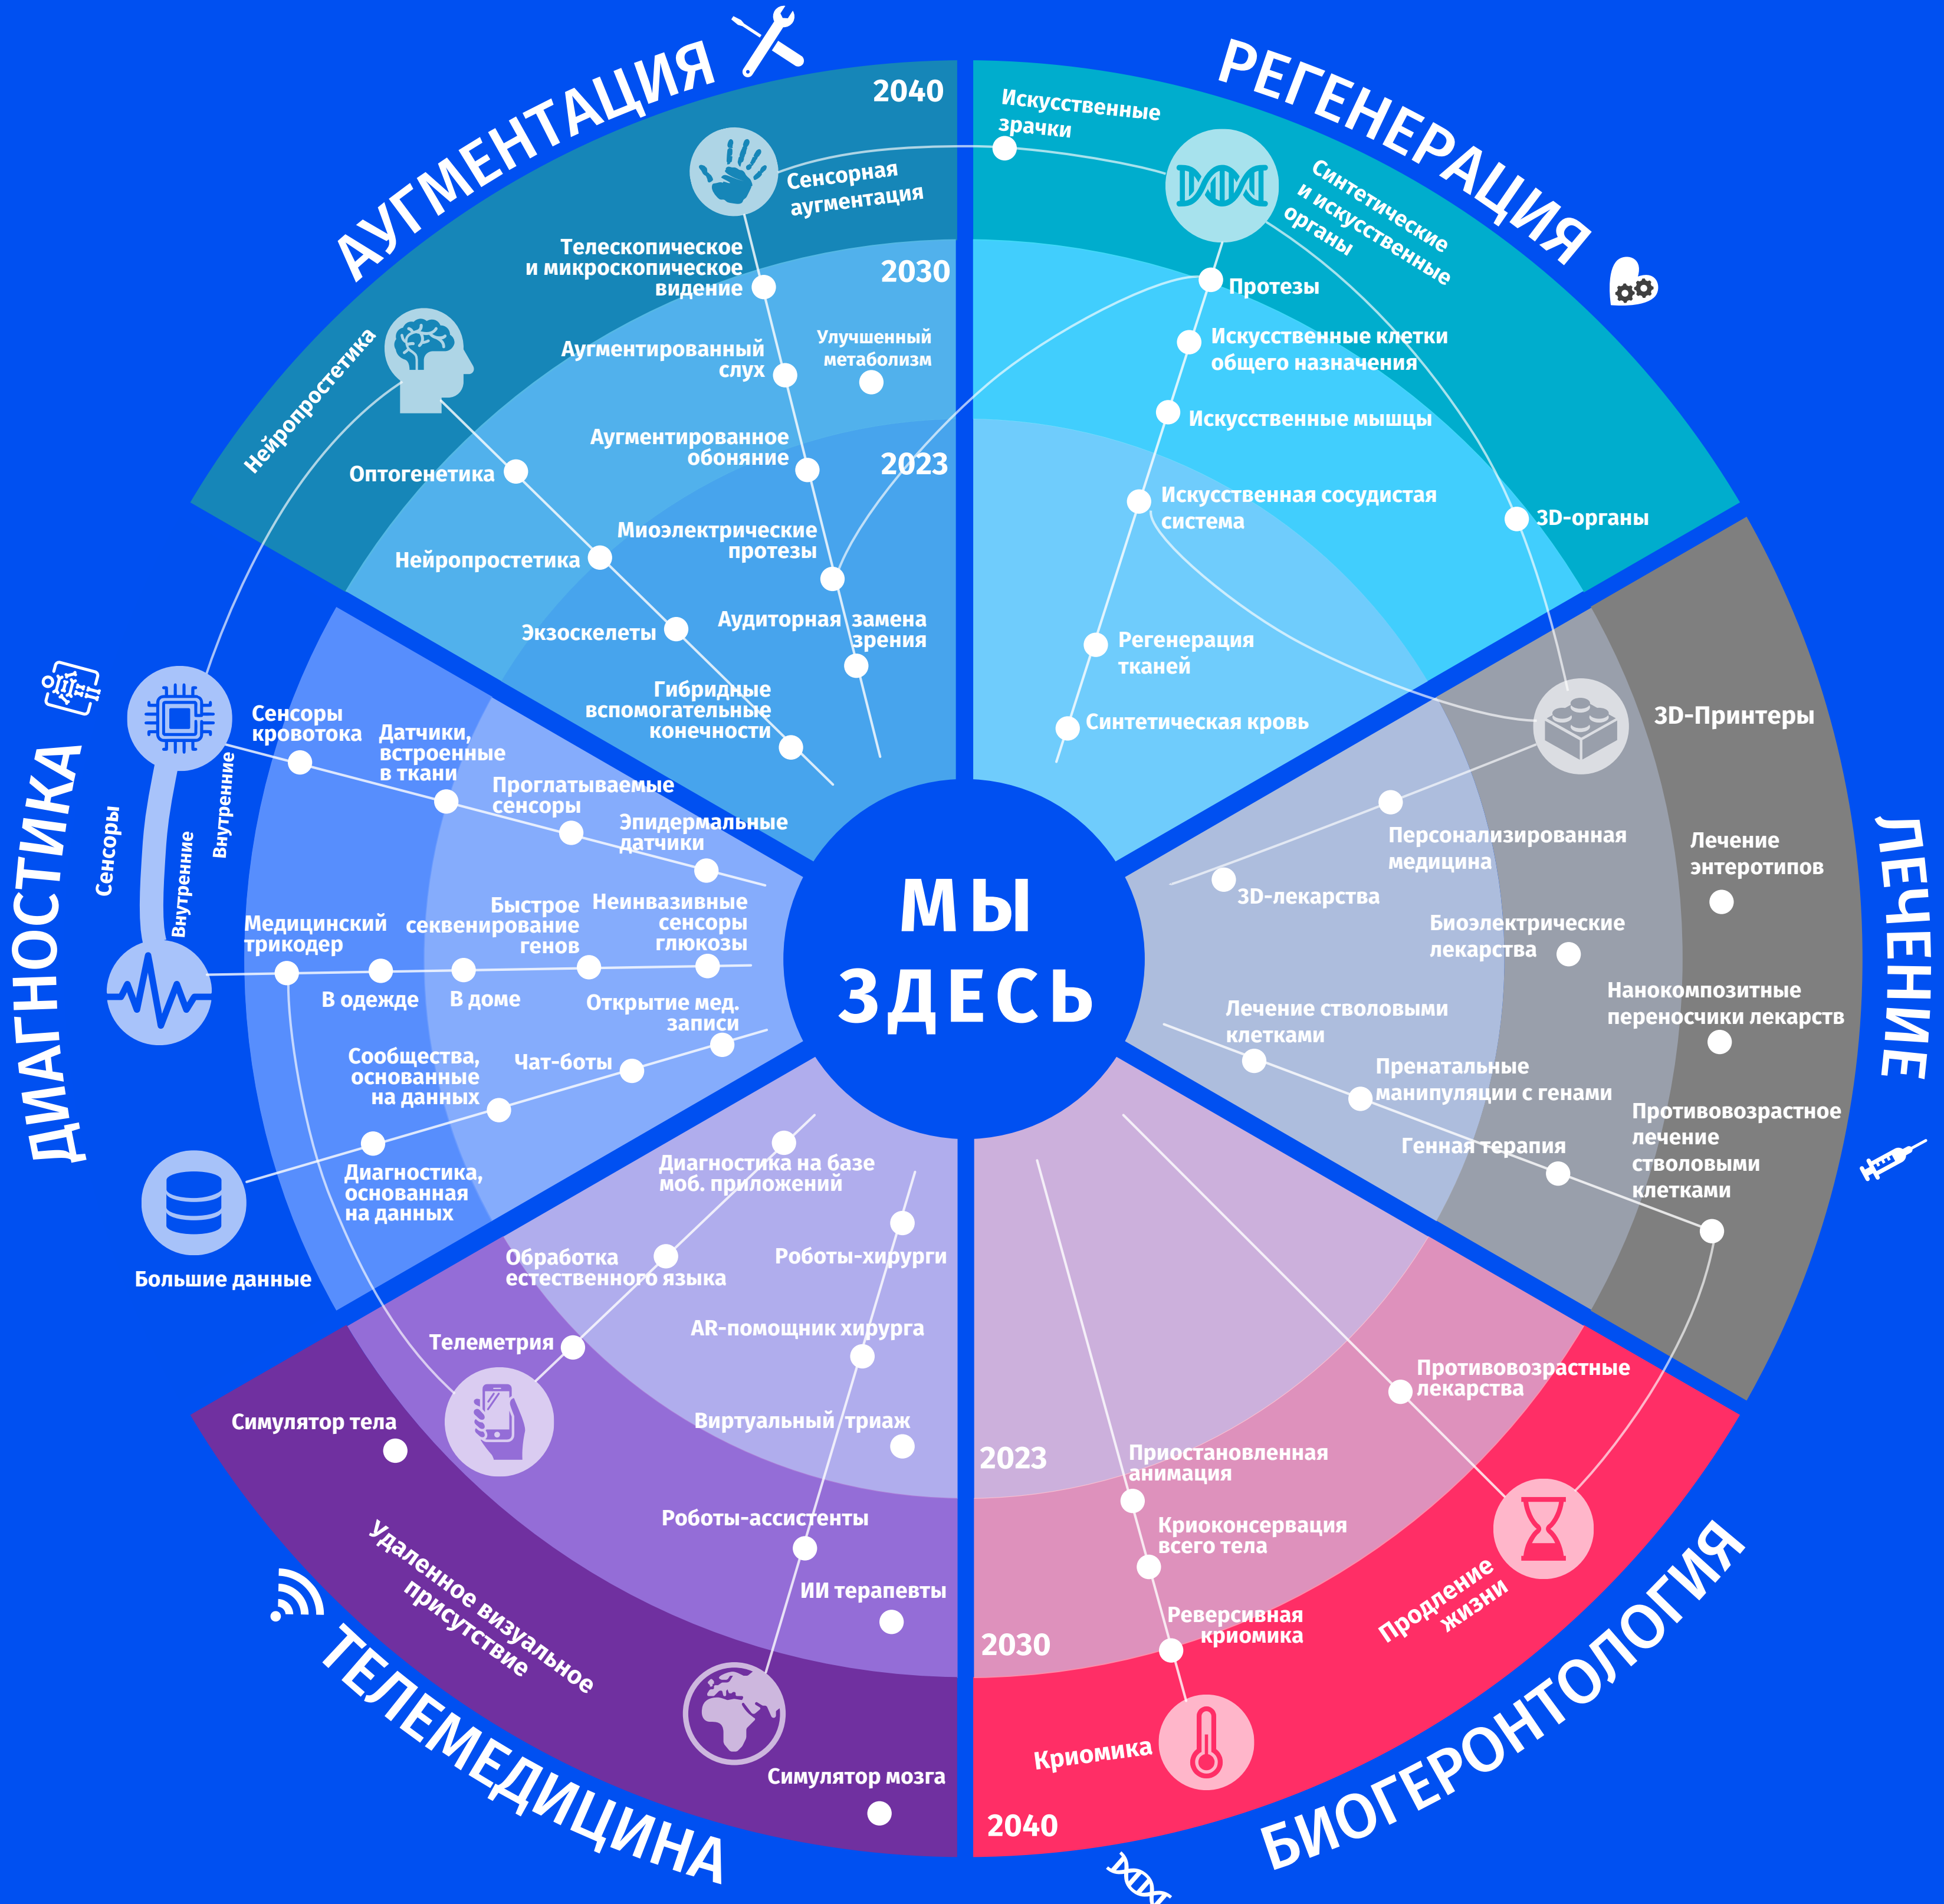 АУГМЕНТАЦИЯ
2040
Сенсорная
аугментация
Телескопическое
и микроскопическое
видение
2030
Улучшенный
метаболизм
Аугментированный
слух
Нейропростетика
Аугментированное
обоняние
2023
Оптогенетика
Миоэлектрические
протезы
Нейропростетика
Аудиторная замена
зрения
Экзоскелеты
Гибридные
вспомогательные
конечности
РЕГЕНЕРАЦИЯ
Искусственные
зрачки
Синтетические
и искусственные
органы
Протезы
Искусственные клетки
общего назначения
Искусственные мышцы
Искусственная сосудистая
система
3D-органы
Регенерация
тканей
Синтетическая кровь
ЛЕЧЕНИЕ
3D-Принтеры
Персонализированная
медицина
Лечение
энтеротипов
3D-лекарства
Биоэлектрические
лекарства
Нанокомпозитные
переносчики лекарств
Лечение стволовыми
клетками
Пренатальные
манипуляции с генами
Противовозрастное
лечение
стволовыми
клетками
Генная терапия
БИОГЕРОНТОЛОГИЯ
Противовозрастные
лекарства
2023
Приостановленная
анимация
Криоконсервация
всего тела
Продление
жизни
Реверсивная
криомика
2030
Криомика
2040
ТЕЛЕМЕДИЦИНА
Диагностика на базе
моб. приложений
Обработка
естественного языка
Роботы-хирурги
Телеметрия
AR-помощник хирурга
Симулятор тела
Виртуальный триаж
Роботы-ассистенты
Удаленное визуальное
присутствие
ИИ терапевты
Симулятор мозга
ДИАГНОСТИКА
Сенсоры
Внутренние
Внутренние
Сенсоры
кровотока
Датчики,
встроенные
в ткани
Проглатываемые
сенсоры
Эпидермальные
датчики
Медицинский
трикодер
Быстрое
секвенирование
генов
Неинвазивные
сенсоры
глюкозы
В одежде
В доме
Открытие мед.
записи
Сообщества,
основанные
на данных
Чат-боты
Диагностика,
основанная
на данных
Большие данные
МЫ
ЗДЕСЬ